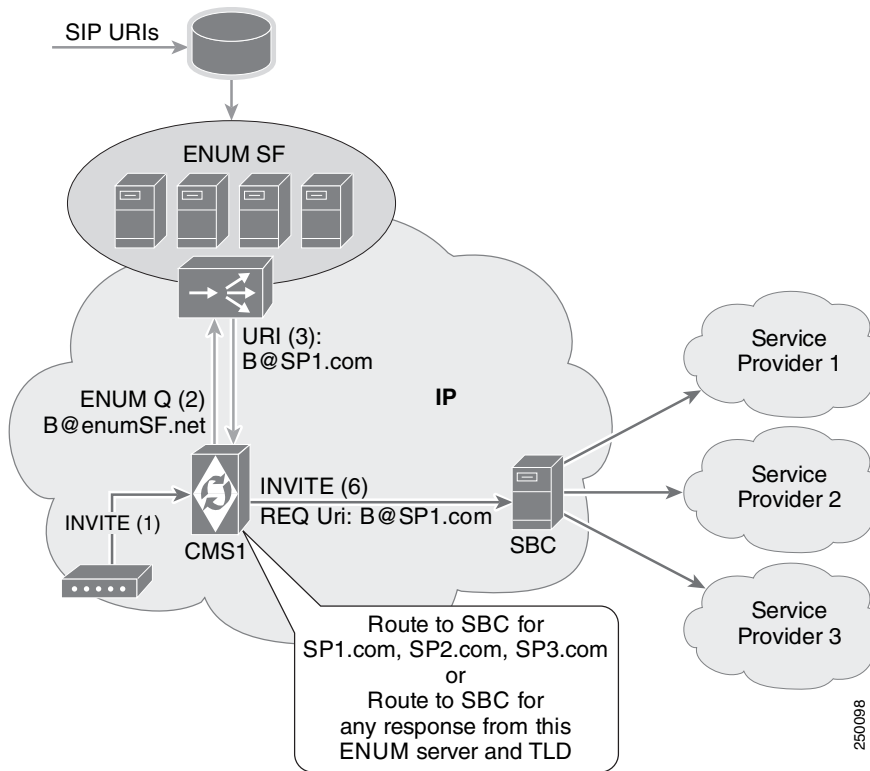 SIP URIs
ENUM SF
URI (3):
B@SP1.com
ENUM Q (2)
B@enumSF.net
IP
INVITE (1)
CMS1
INVITE (6)
REQ Uri: B@SP1.com
SBC
Service
Provider 1
Service
Provider 2
Service
Provider 3
Route to SBC for
SP1.com, SP2.com, SP3.com
or
Route to SBC for
any response from this
ENUM server and TLD
250098